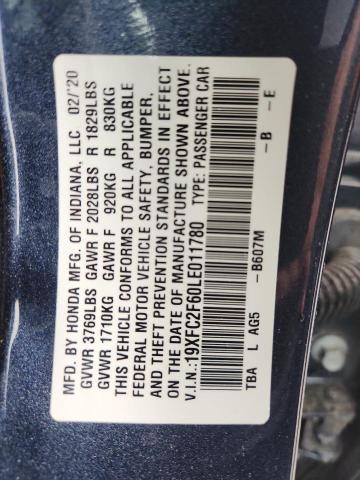 MFD. BY HONDA MFG. OF INDIANA, LLC 02/'20
GVWR 3769LBS GAWR F 2028LBS R 1829LBS
GVWR 1710KG GAWR F 920KG R 830KG
THIS VEHICLE CONFORMS TO ALL APPLICABLE
FEDERAL MOTOR VEHICLE SAFETY, BUMPER,
AND THEFT PREVENTION STANDARDS IN EFFECT
ON THE DATE OF MANUFACTURE SHOWN ABOVE.
V.I.N.:19XFC2F60LE011780 TYPE: PASSENGER CAR
TBA L AG5 -B607M -B -E